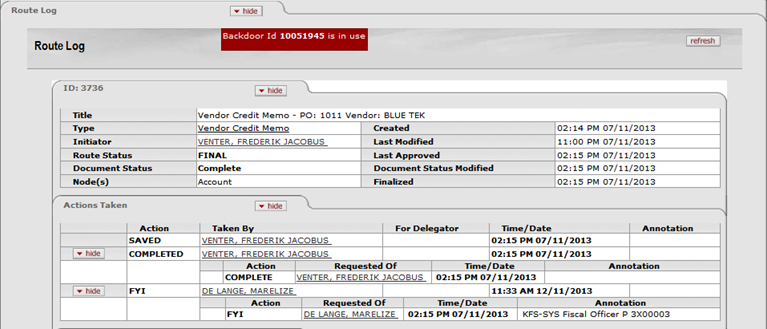 Route Log
hide
Backdoor Id 10051945 is in use
Route Log
refresh
ID: 3736
hide
Title Vendor Credit Memo - PO: 1011 Vendor: BLUE TEK
Type Vendor Credit Memo Created 02:14 PM 07/11/2013
Initiator VENTER, FREDERIK JACOBUS Last Modified 11:00 PM 07/11/2013
Route Status FINAL Last Approved 02:15 PM 07/11/2013
Document Status Complete Document Status Modified 02:15 PM 07/11/2013
Node(s) Account Finalized 02:15 PM 07/11/2013
Actions Taken
hide
Action Taken By For Delegator Time/Date Annotation
SAVED VENTER, FREDERIK JACOBUS 02:15 PM 07/11/2013
hide COMPLETED VENTER, FREDERIK JACOBUS 02:15 PM 07/11/2013
Action Requested Of Time/Date Annotation
COMPLETE VENTER, FREDERIK JACOBUS 02:15 PM 07/11/2013
hide FYI DE LANGE, MARELIZE 11:33 AM 12/11/2013
Action Requested Of Time/Date Annotation
FYI DE LANGE, MARELIZE 02:15 PM 07/11/2013 KFS-SYS Fiscal Officer P 3X00003